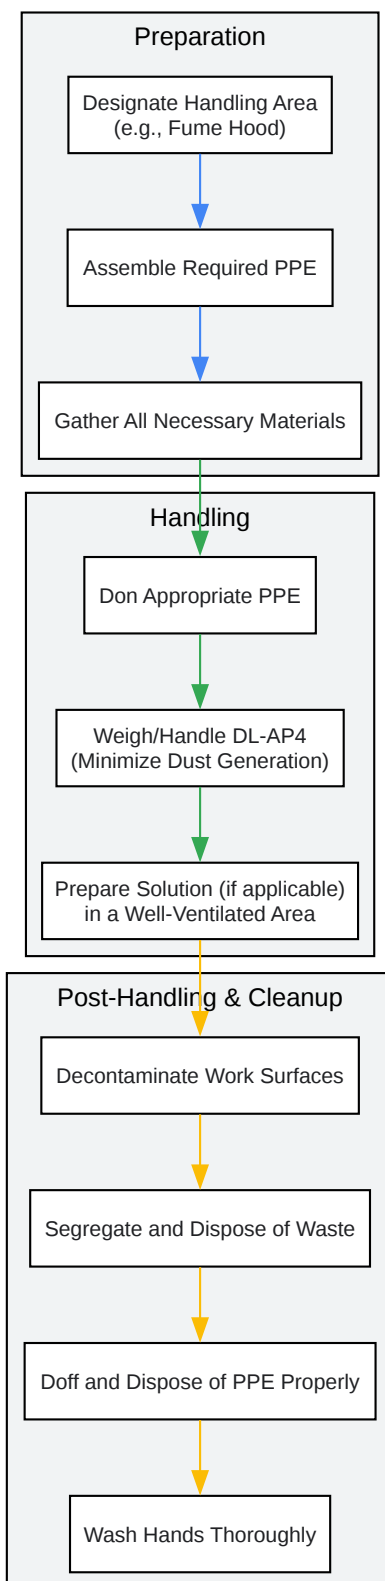 Preparation
Designate Handling Area
(e.g., Fume Hood)
Assemble Required PPE
Gather All Necessary Materials
Handling
Don Appropriate PPE
Weigh/Handle DL-AP4
(Minimize Dust Generation)
Prepare Solution (if applicable)
in a Well-Ventilated Area
Post-Handling & Cleanup
Decontaminate Work Surfaces
Segregate and Dispose of Waste
Doff and Dispose of PPE Properly
Wash Hands Thoroughly